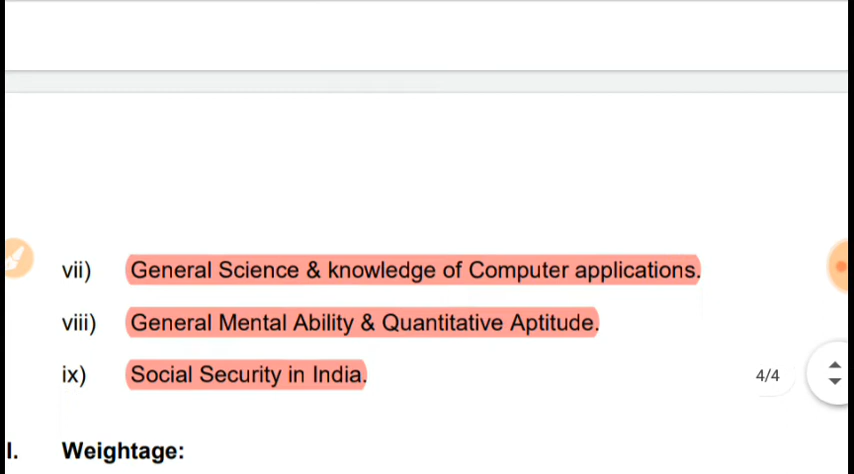 vii) General Science & knowledge of Computer applications.
viii) General Mental Ability & Quantitative Aptitude.
ix) Social Security in India.
4/4
I. Weightage: